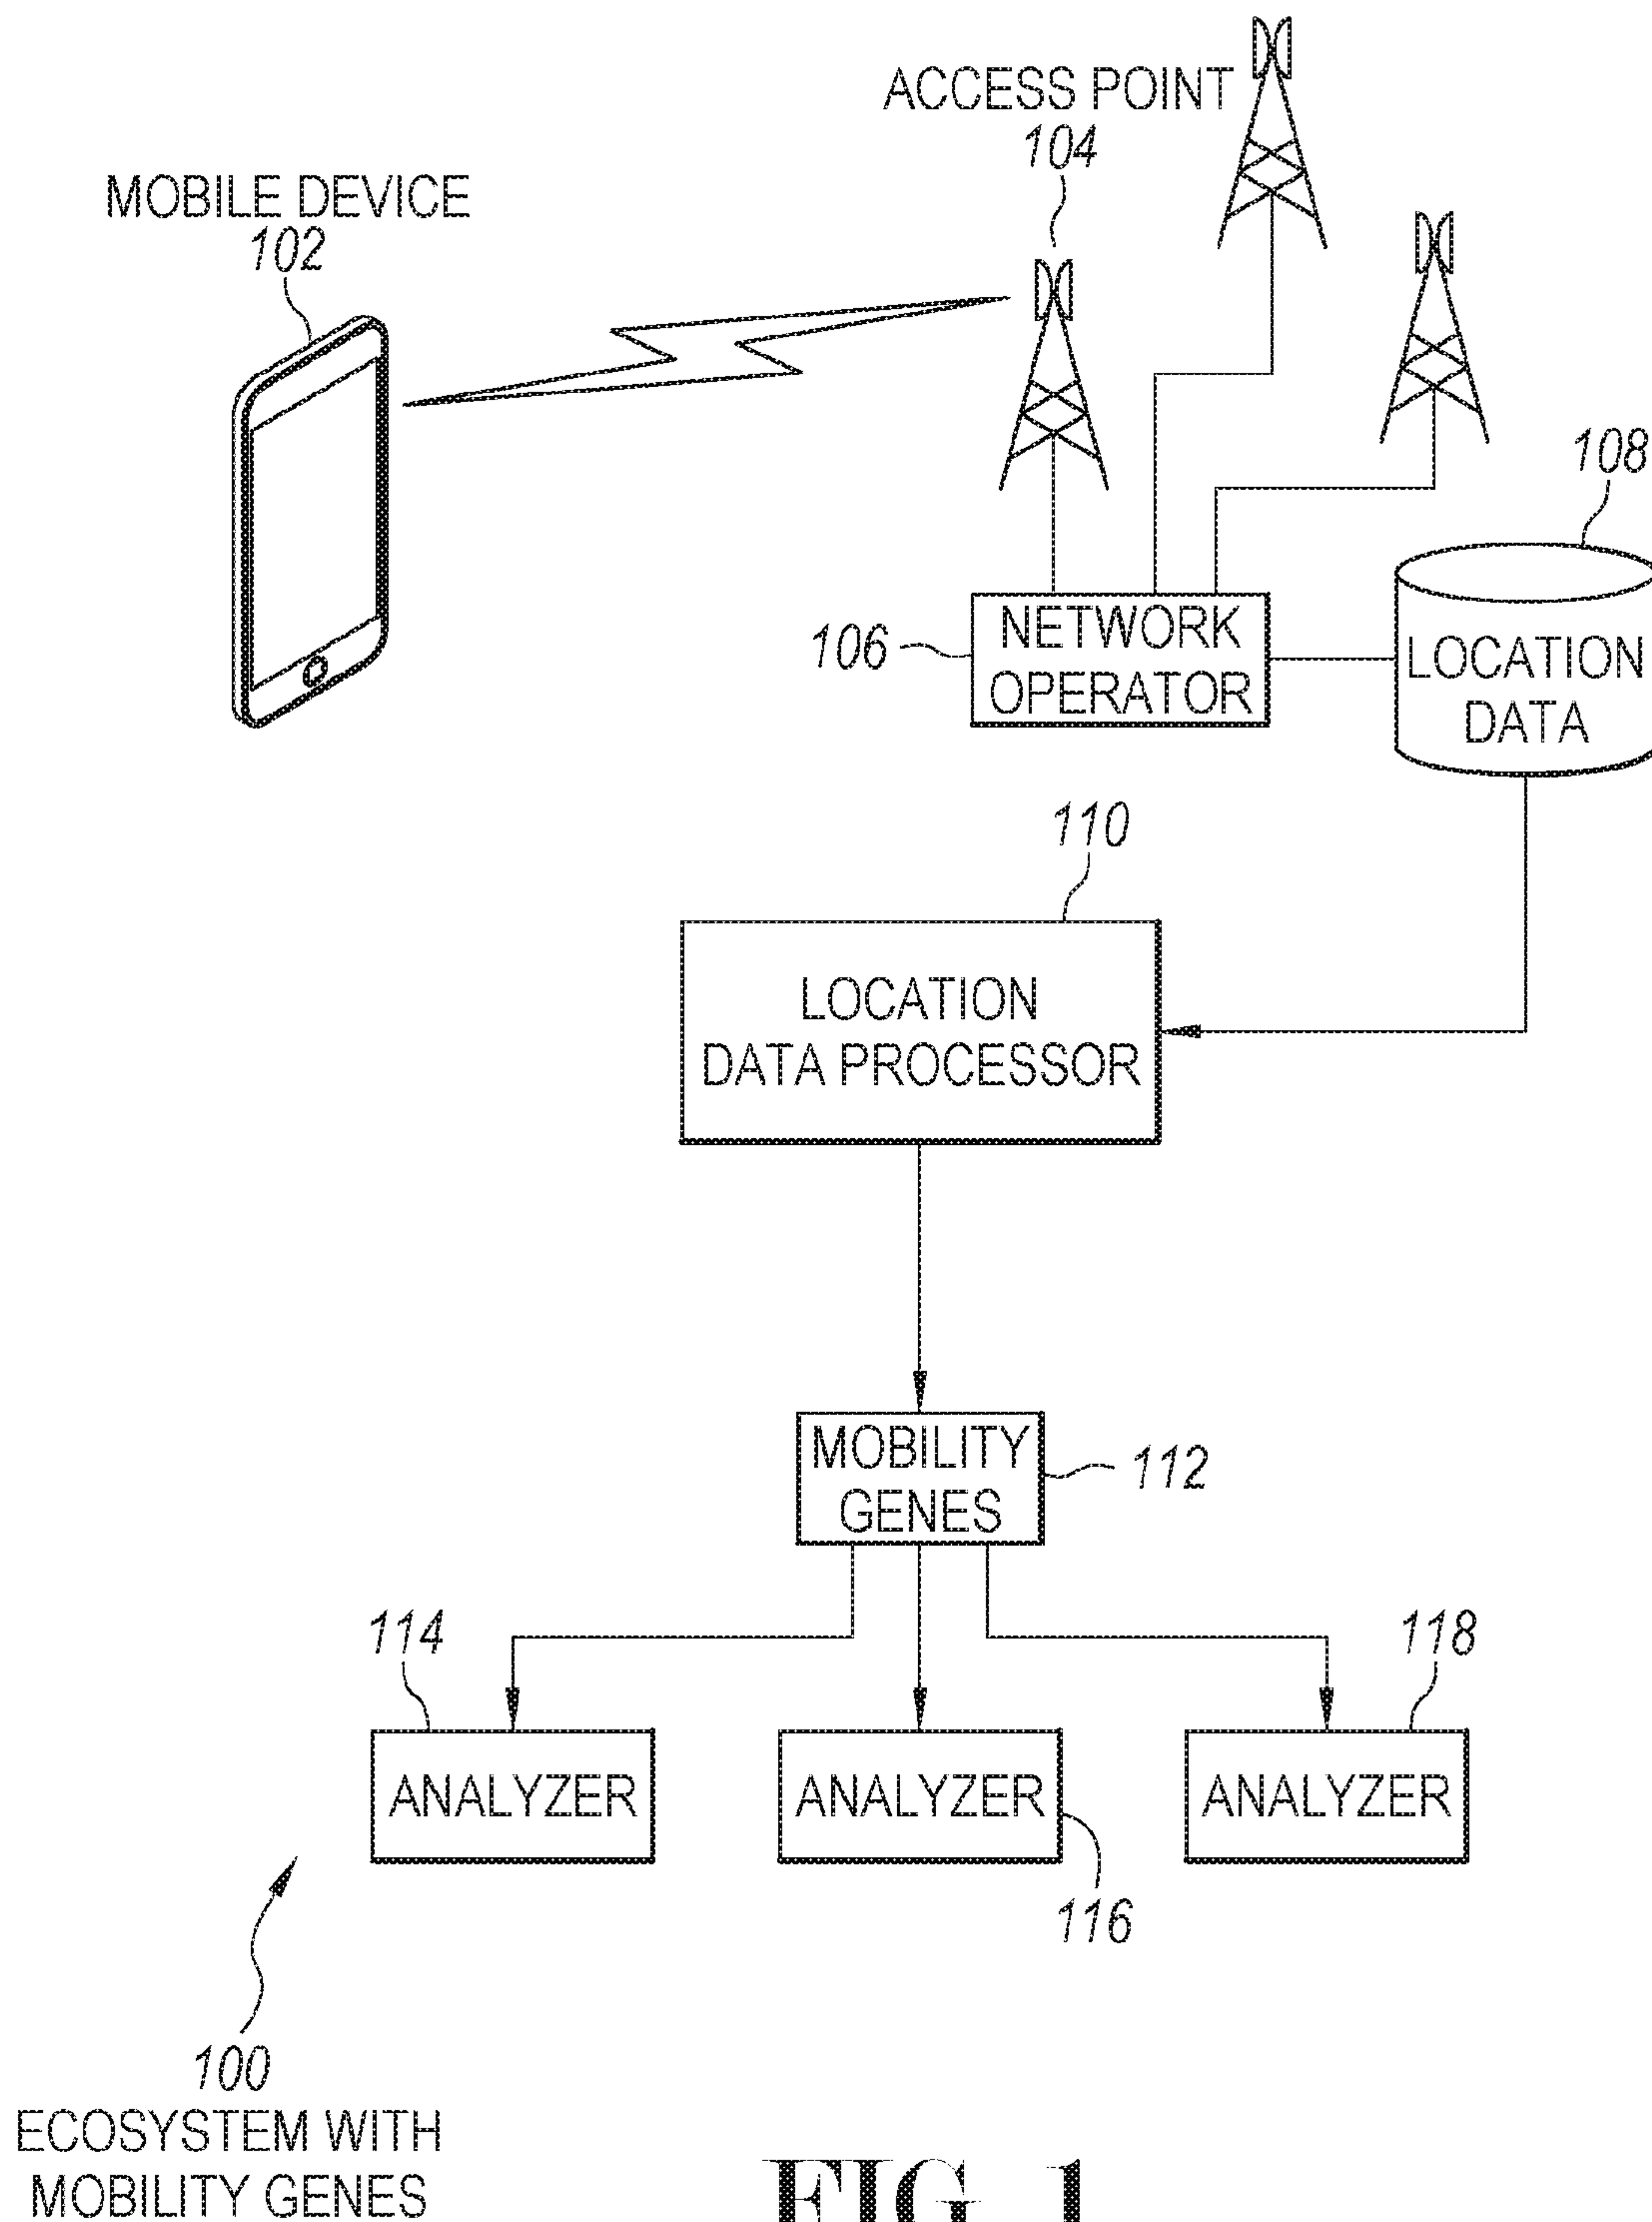 ACCESS POINT
104
MOBILE DEVICE
102
108
106
NETWORK
OPERATOR
LOCATION
DATA
110
LOCATION
DATA PROCESSOR
MOBILITY
GENES
112
114
118
ANALYZER
ANALYZER
ANALYZER
116
100
ECOSYSTEM WITH
MOBILITY GENES
FIG. 1